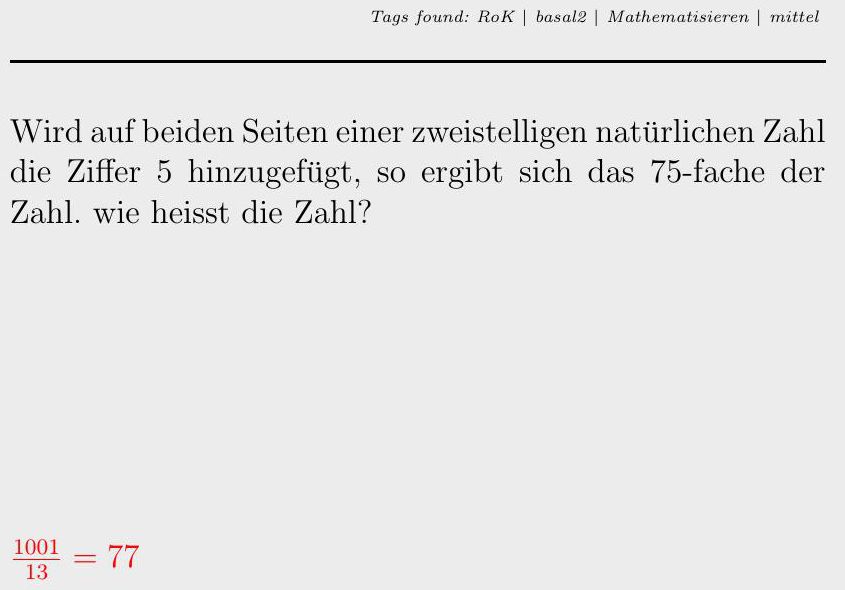 Tags found: RoK | basal2 | Mathematisieren | mittel
Wird auf beiden Seiten einer zweistelligen natürlichen Zahl
die Ziffer 5 hinzugefügt, so ergibt sich das 75-fache der
Zahl. wie heisst die Zahl?
1001/13 = 77